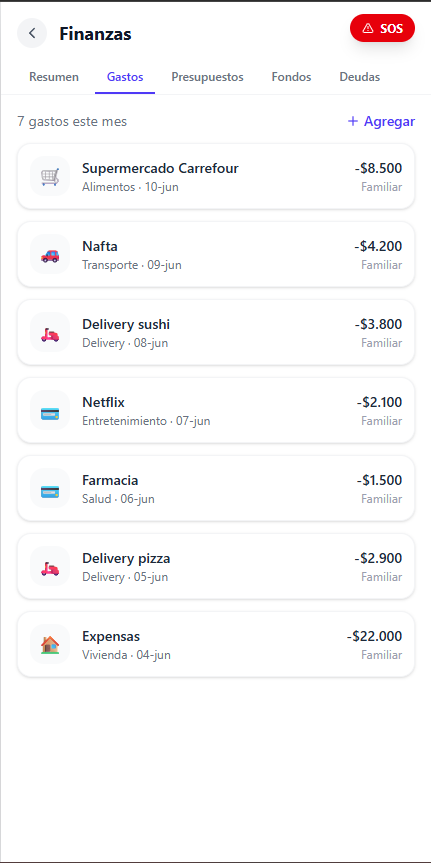 Finanzas
SOS
Resumen Gastos Presupuestos Fondos Deudas
7 gastos este mes
+ Agregar
Supermercado Carrefour
-$8.500
Alimentos · 10-jun
Familiar
Nafta
-$4.200
Transporte · 09-jun
Familiar
Delivery sushi
-$3.800
Delivery · 08-jun
Familiar
Netflix
-$2.100
Entretenimiento · 07-jun
Familiar
Farmacia
-$1.500
Salud · 06-jun
Familiar
Delivery pizza
-$2.900
Delivery · 05-jun
Familiar
Expensas
-$22.000
Vivienda · 04-jun
Familiar